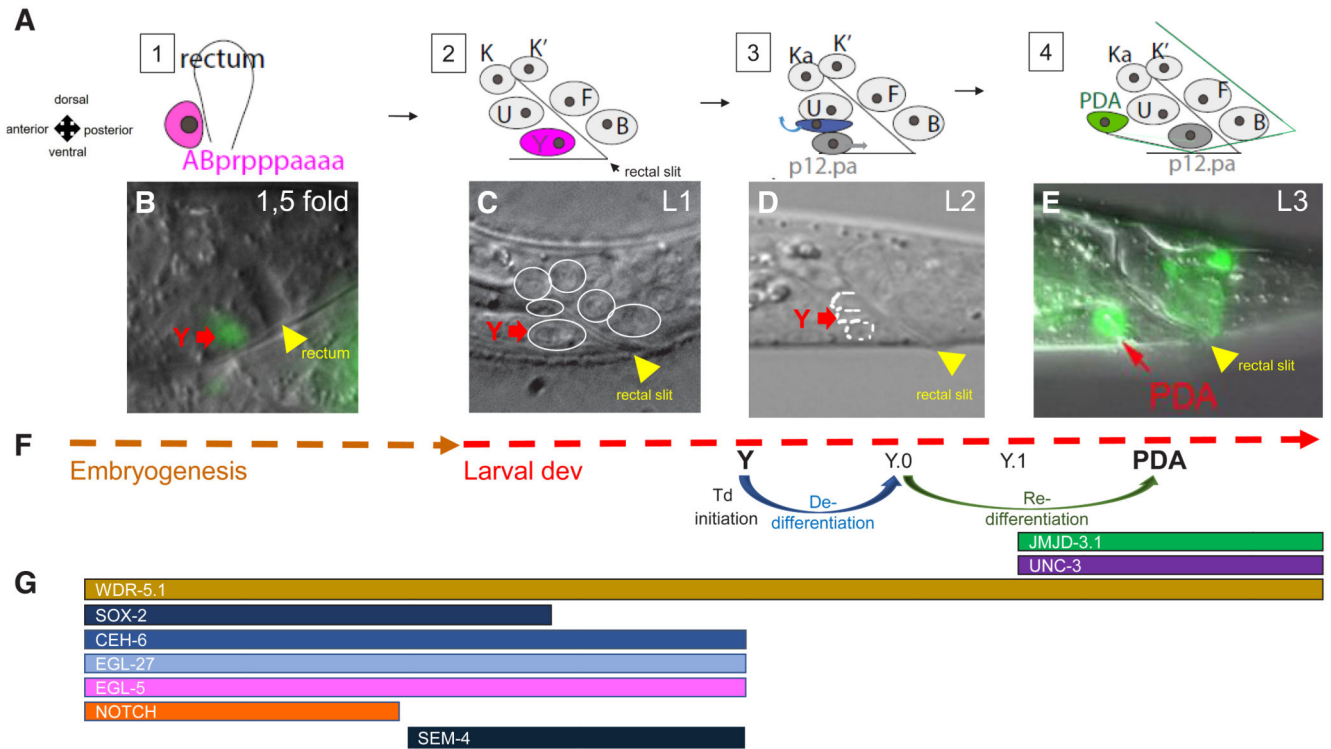 A
1
rectum
anterior
dorsal
posterior
ventral
ABprpppaaaa
2
K
K'
U
F
B
Y
rectal slit
3
Ka
K'
U
F
B
p12.pa
4
Ka
K'
PDA
U
F
B
p12.pa
B
1,5 fold
Y
rectum
C
L1
Y
rectal slit
D
L2
Y
rectal slit
E
L3
PDA
rectal slit
F
Embryogenesis
Larval dev
Y
Y.0
Y.1
PDA
Td
initiation
De-
differentiation
Re-
differentiation
JMJD-3.1
UNC-3
G
WDR-5.1
SOX-2
CEH-6
EGL-27
EGL-5
NOTCH
SEM-4